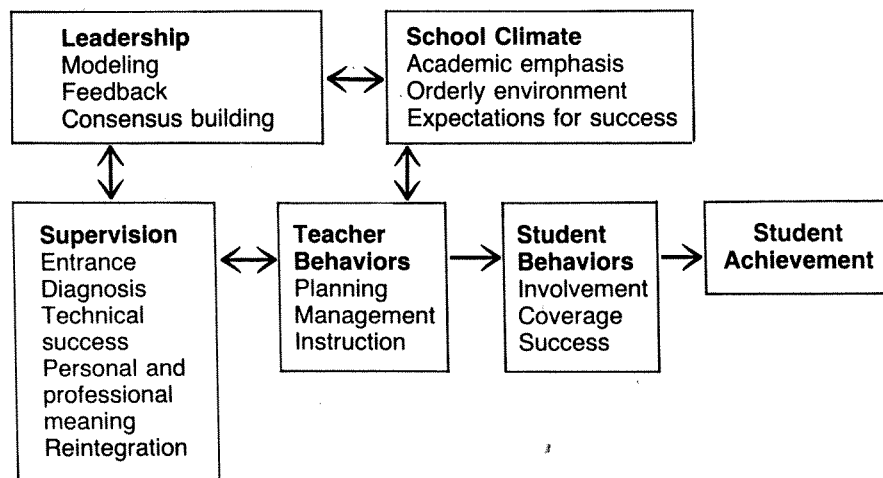 Leadership
Modeling
Feedback
Consensus building
School Climate
Academic emphasis
Orderly environment
Expectations for success
Supervision
Entrance
Diagnosis
Technical
success
Personal and
professional
meaning
Reintegration
Teacher
Behaviors
Planning
Management
Instruction
Student
Behaviors
Involvement
Coverage
Success
Student
Achievement